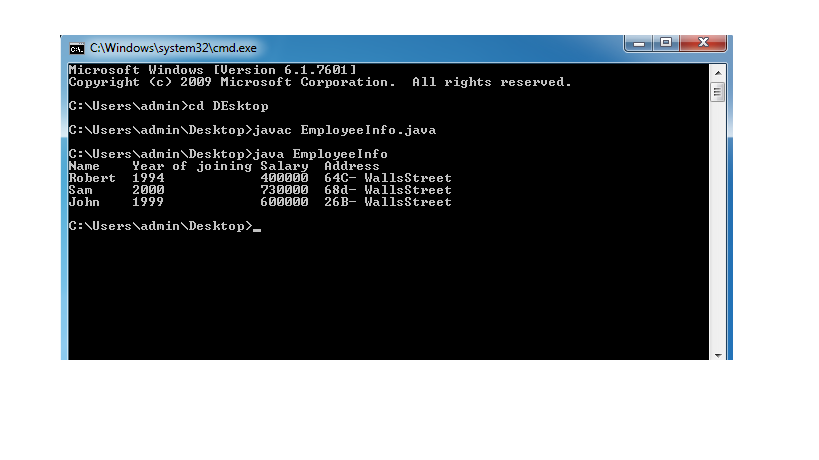 C:\Windows\system32\cmd.exe
Microsoft Windows [Version 6.1.7601]
Copyright (c) 2009 Microsoft Corporation.  All rights reserved.
C:\Users\admin>cd DEsktop
C:\Users\admin\Desktop>javac EmployeeInfo.java
C:\Users\admin\Desktop>java EmployeeInfo
Name    Year of joining Salary  Address
Robert  1994            400000  64C- WallsStreet
Sam     2000            730000  68d- WallsStreet
John    1999            600000  26B- WallsStreet
C:\Users\admin\Desktop>_